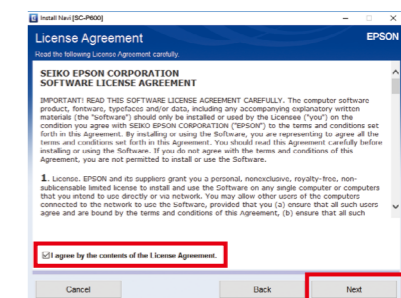 Install Navi [SC-P800]
License Agreement
EPSON
Read the following License Agreement carefully.
SEIKO EPSON CORPORATION
SOFTWARE LICENSE AGREEMENT
IMPORTANT! READ THIS SOFTWARE LICENSE AGREEMENT CAREFULLY. The computer software
product, fontware, typefaces and/or data, including any accompanying explanatory written
materials (the "Software") should only be installed or used by the Licensee ("you") on the
condition you agree with SEIKO EPSON CORPORATION ("EPSON") to the terms and conditions set
forth in this Agreement. By installing or using the Software, you are representing to agree all the
terms and conditions set forth in this Agreement. You should read this Agreement carefully before
installing or using the Software. If you do not agree with the terms and conditions of this
Agreement, you are not permitted to install or use the Software.
1. License. EPSON and its suppliers grant you a personal, nonexclusive, royalty-free, non-
sublicensable limited license to install and use the Software on any single computer or computers
that you intend to use directly or via network. You may allow other users of the computers
connected to the network to use the Software, provided that you (a) ensure that all such users
agree and are bound by the terms and conditions of this Agreement, (b) ensure that all such
I agree by the contents of the License Agreement.
Cancel
Back
Next